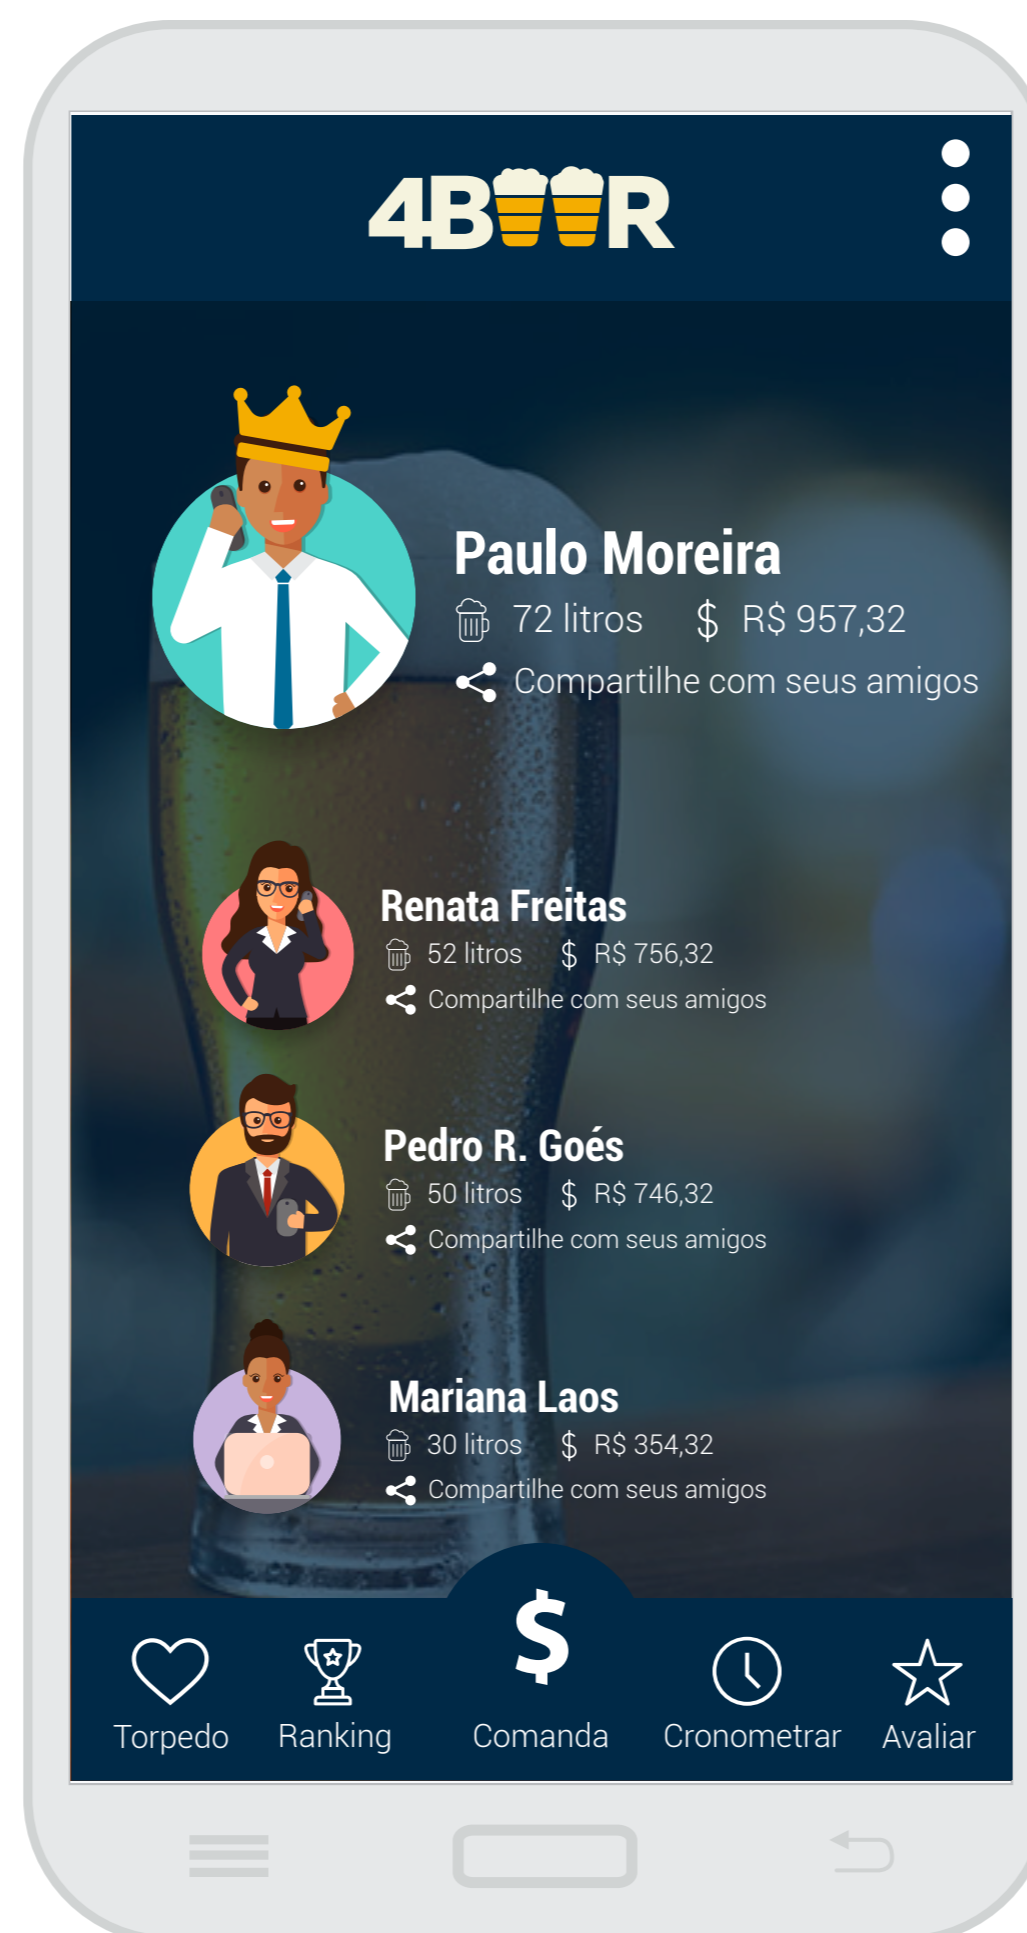 4BEER
Paulo Moreira
72 litros $ R$ 957,32
Compartilhe com seus amigos
Renata Freitas
52 litros $ R$ 756,32
Compartilhe com seus amigos
Pedro R. Goés
50 litros $ R$ 746,32
Compartilhe com seus amigos
Mariana Laos
30 litros $ R$ 354,32
Compartilhe com seus amigos
$
Torpedo Ranking Comanda Cronometrar Avaliar